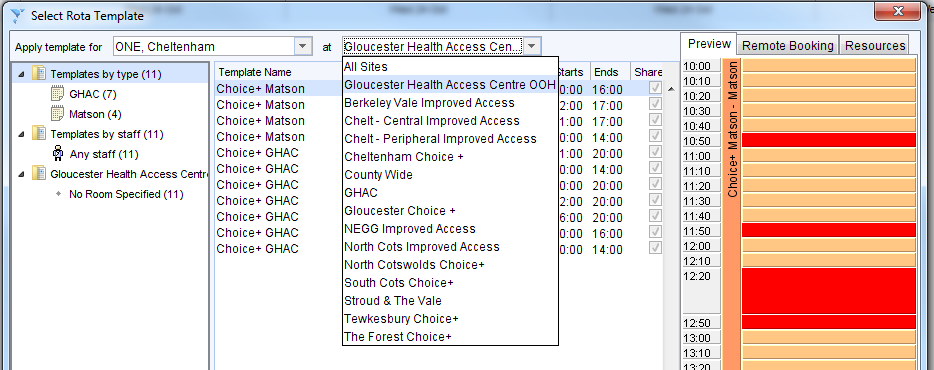 Select Rota Template
Apply template for ONE, Cheltenham at Gloucester Health Access Cen...
Preview Remote Booking Resources
Templates by type (11)
GHAC (7)
Matson (4)
Templates by staff (11)
Any staff (11)
Gloucester Health Access Centre
No Room Specified (11)
Template Name
Choice+ Matson
Choice+ Matson
Choice+ Matson
Choice+ Matson
Choice+ GHAC
Choice+ GHAC
Choice+ GHAC
Choice+ GHAC
Choice+ GHAC
Choice+ GHAC
Choice+ GHAC
All Sites
Gloucester Health Access Centre OOH
Berkeley Vale Improved Access
Chelt - Central Improved Access
Chelt - Peripheral Improved Access
Cheltenham Choice +
County Wide
GHAC
Gloucester Choice +
NEGG Improved Access
North Cots Improved Access
North Cotswolds Choice+
South Cots Choice+
Stroud & The Vale
Tewkesbury Choice+
The Forest Choice+
Starts Ends Share
0:00 16:00
2:00 17:00
1:00 17:00
0:00 14:00
1:00 20:00
4:00 20:00
4:00 20:00
2:00 20:00
6:00 20:00
0:00 16:00
0:00 14:00
Choice+ Matson - Matson
10:00
10:10
10:20
10:30
10:40
10:50
11:00
11:10
11:20
11:30
11:40
11:50
12:00
12:10
12:20
12:50
13:00
13:10
13:20